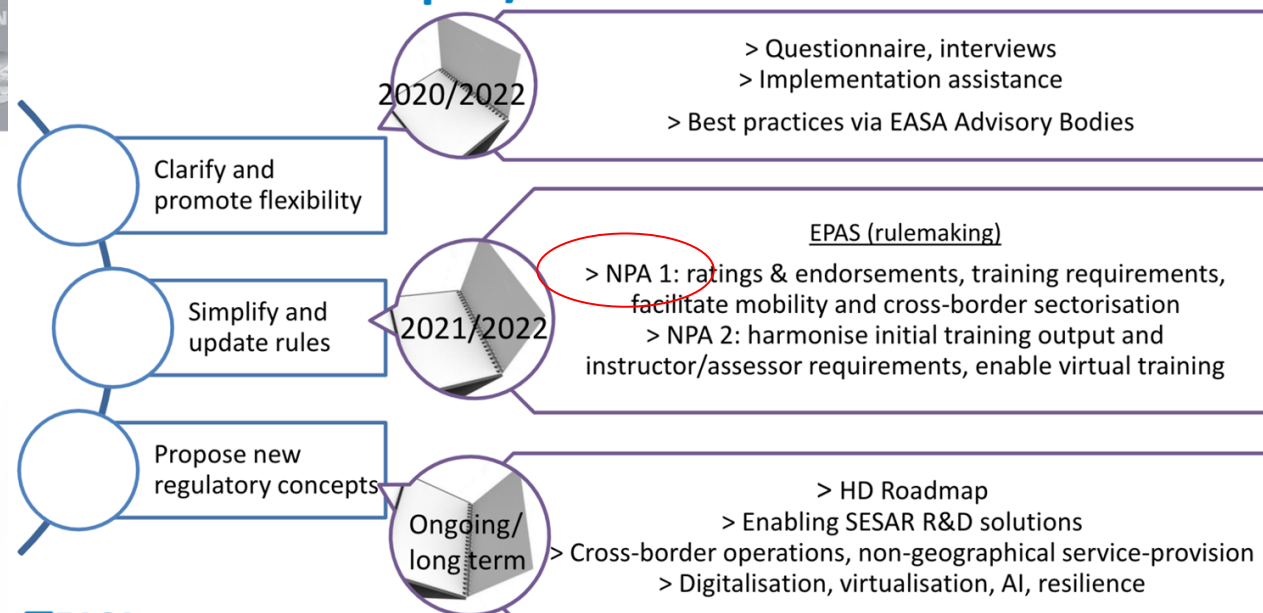 2020/2022
> Questionnaire, interviews
> Implementation assistance
> Best practices via EASA Advisory Bodies
Clarify and
promote flexibility
EPAS (rulemaking)
> NPA 1: ratings & endorsements, training requirements,
facilitate mobility and cross-border sectorisation
> NPA 2: harmonise initial training output and
instructor/assessor requirements, enable virtual training
Simplify and
update rules
2021/2022
Propose new
regulatory concepts
Ongoing/
long term
> HD Roadmap
> Enabling SESAR R&D solutions
> Cross-border operations, non-geographical service-provision
> Digitalisation, virtualisation, AI, resilience